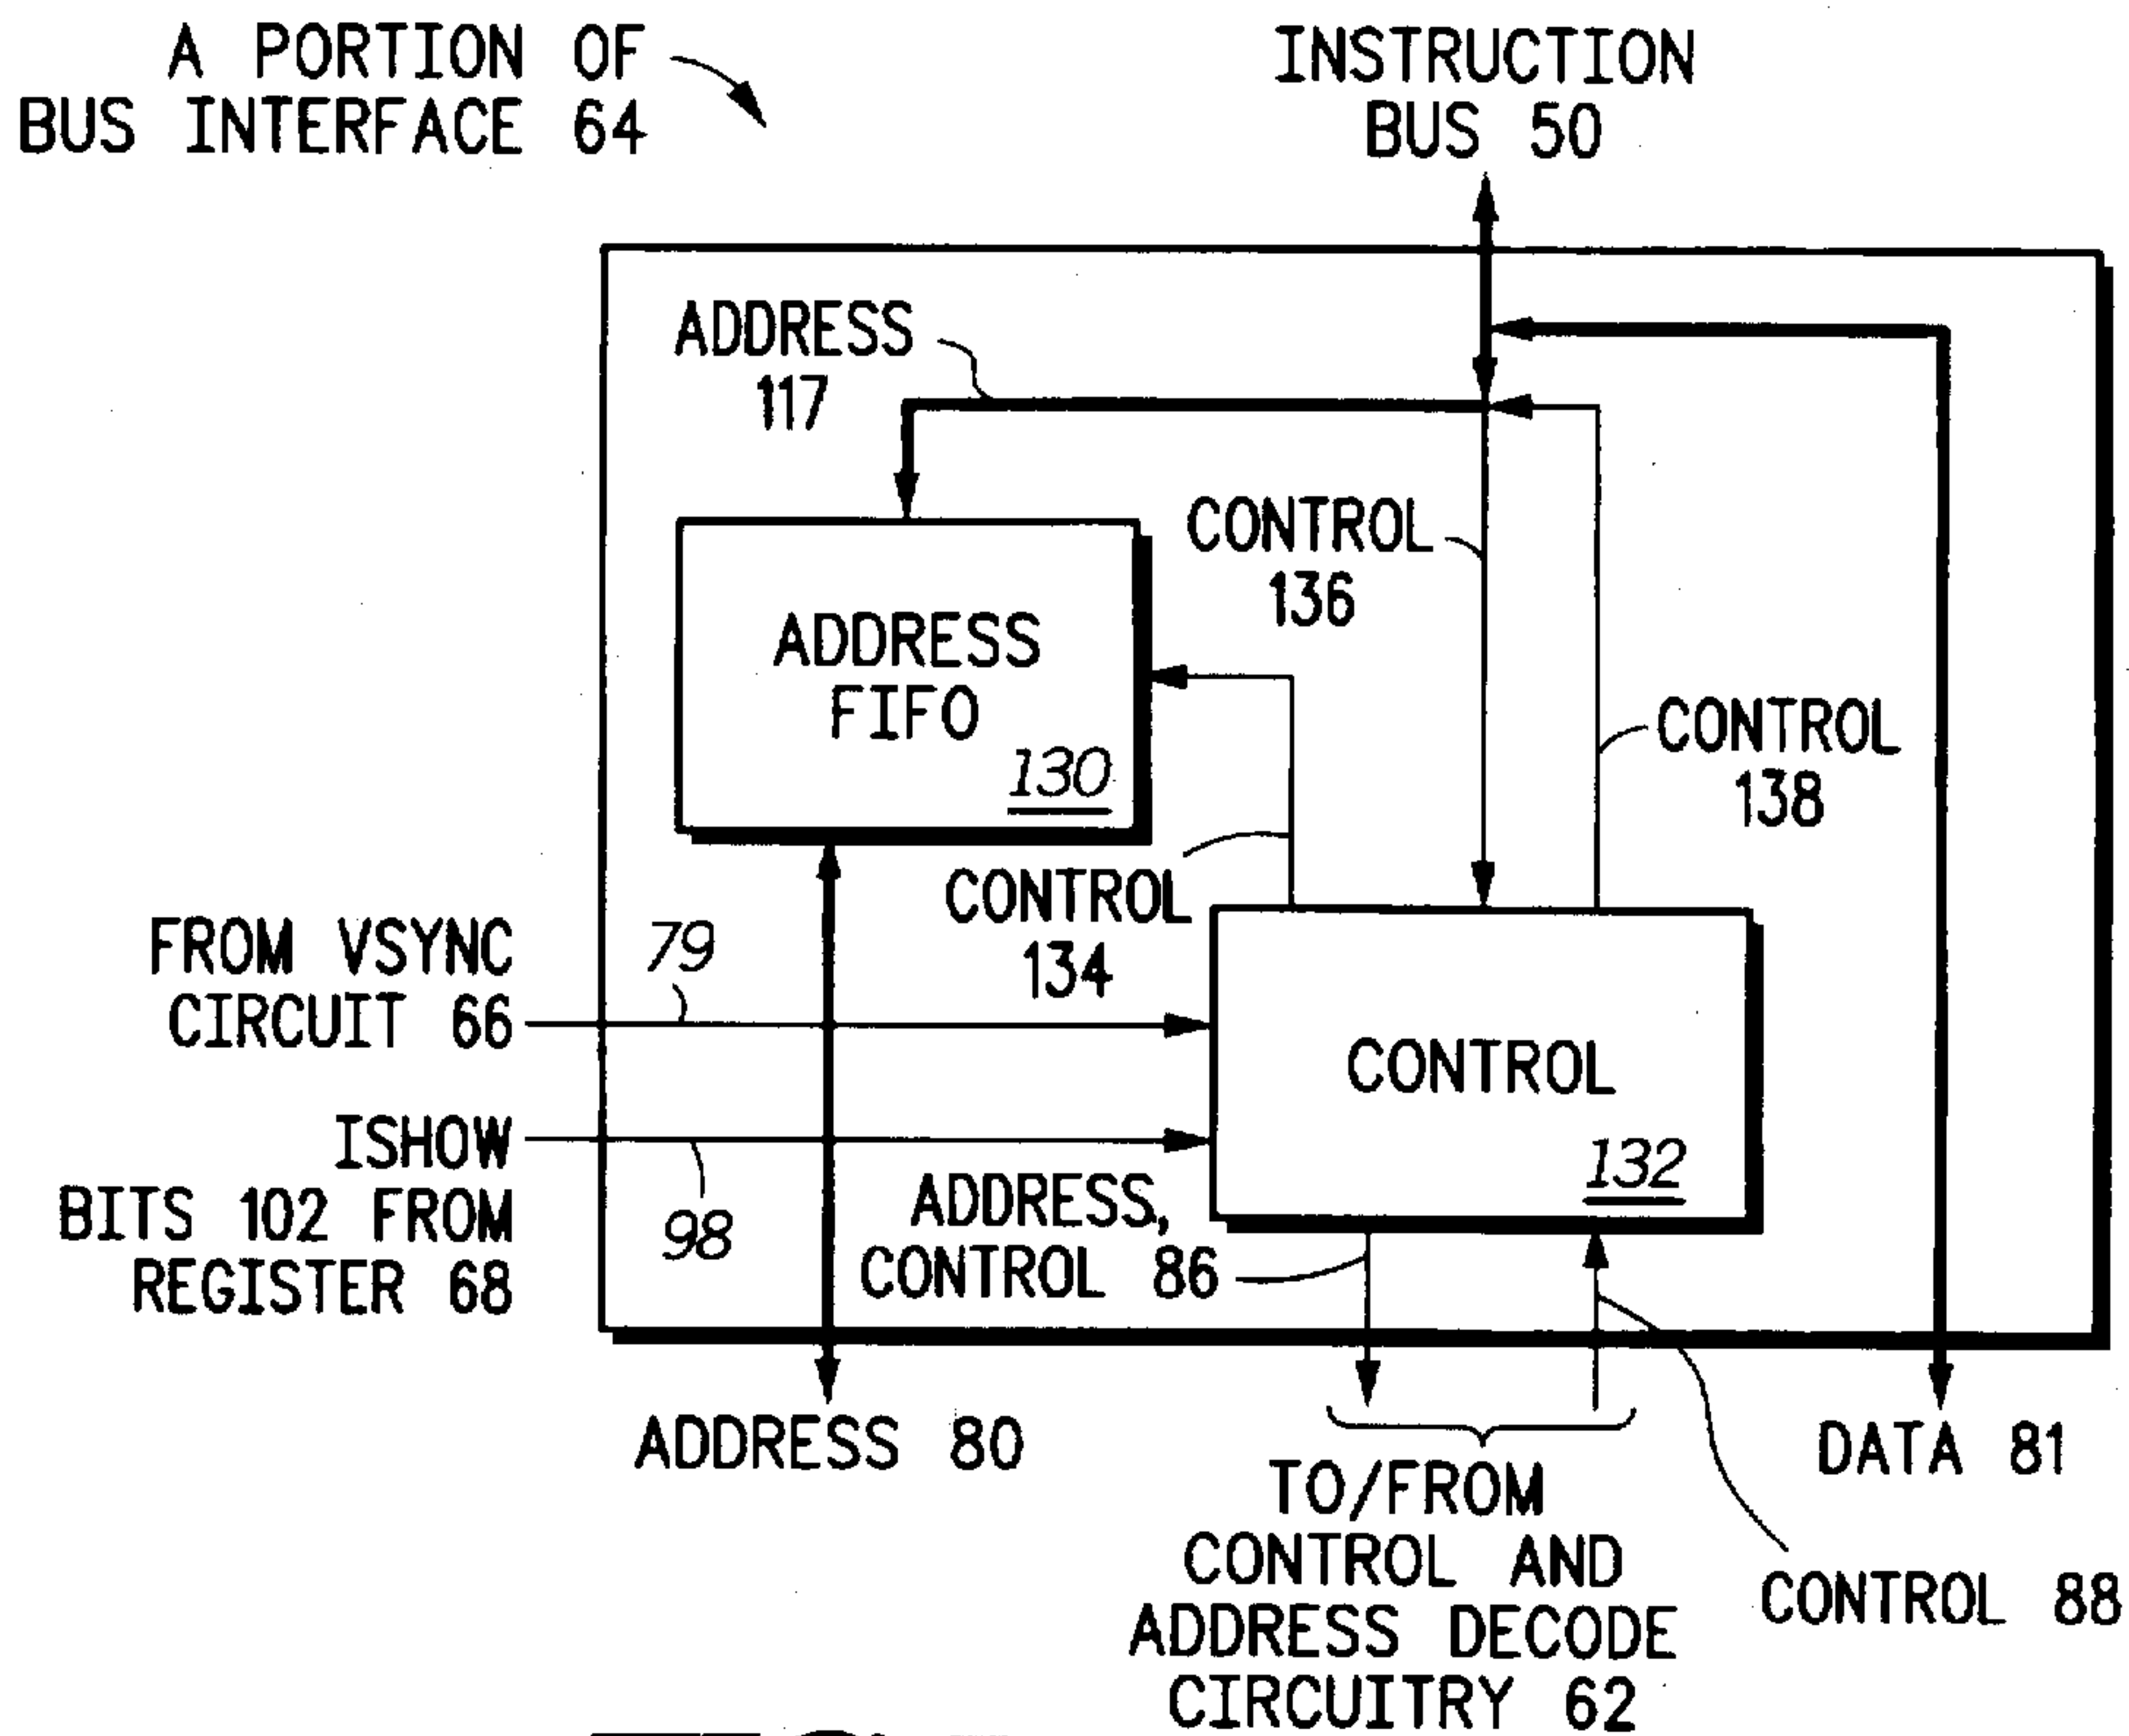 A PORTION OF
BUS INTERFACE 64
INSTRUCTION
BUS 50
ADDRESS
117
CONTROL
136
ADDRESS
FIFO
130
CONTROL
138
CONTROL
134
FROM VSYNC
CIRCUIT 66
79
CONTROL
132
ISHOW
BITS 102 FROM
REGISTER 68
98
ADDRESS,
CONTROL 86
ADDRESS 80
DATA 81
TO/FROM
CONTROL AND
ADDRESS DECODE
CIRCUITRY 62
CONTROL 88